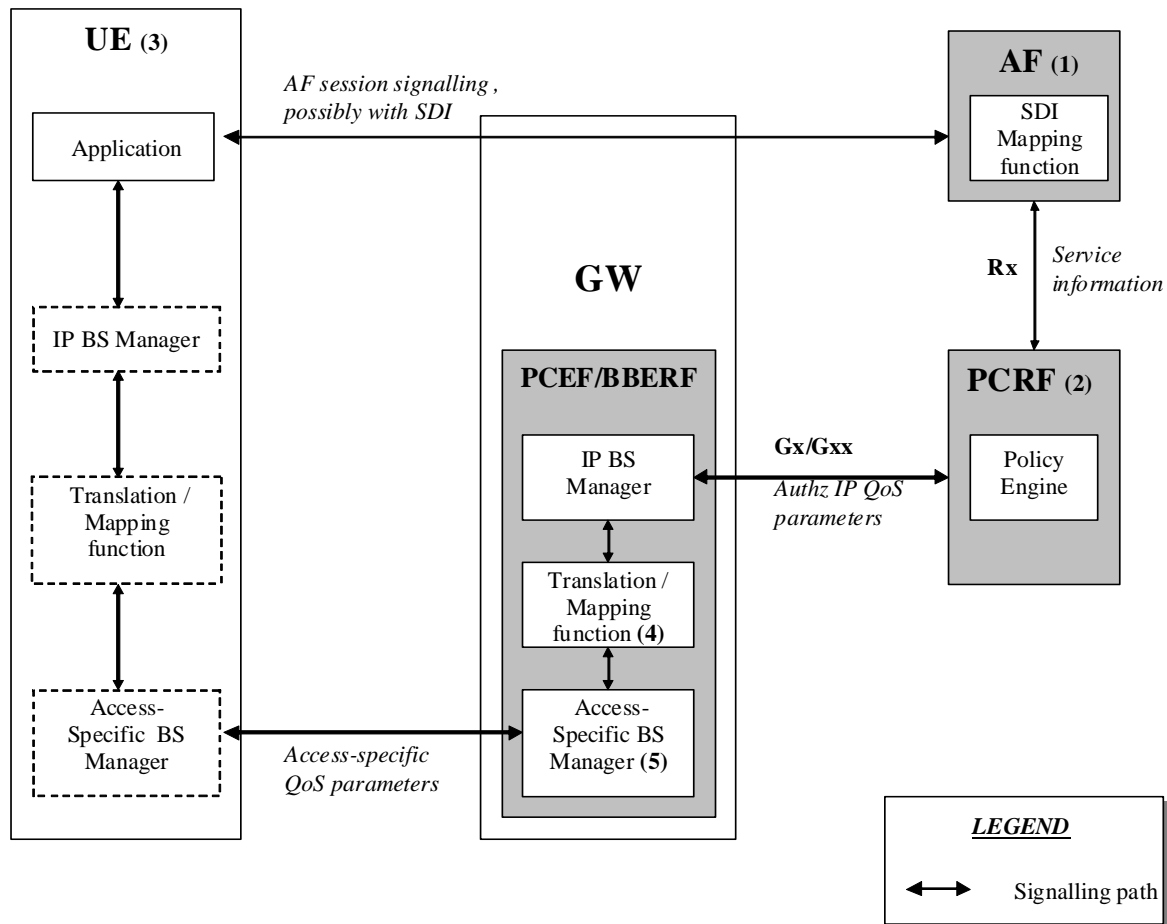 UE (3)
AF (1)
AF session signalling ,
possibly with SDI
SDI
Mapping
function
Application
GW
Rx
Service
information
IP BS Manager
PCEF/BBERF
PCRF (2)
IP BS
Manager
Gx/Gxx
Authz IP QoS
parameters
Policy
Engine
Translation /
Mapping
function
Translation /
Mapping
function (4)
Access-
Specific BS
Manager
Access-specific
QoS parameters
Access-
Specific BS
Manager (5)
LEGEND
Signalling path